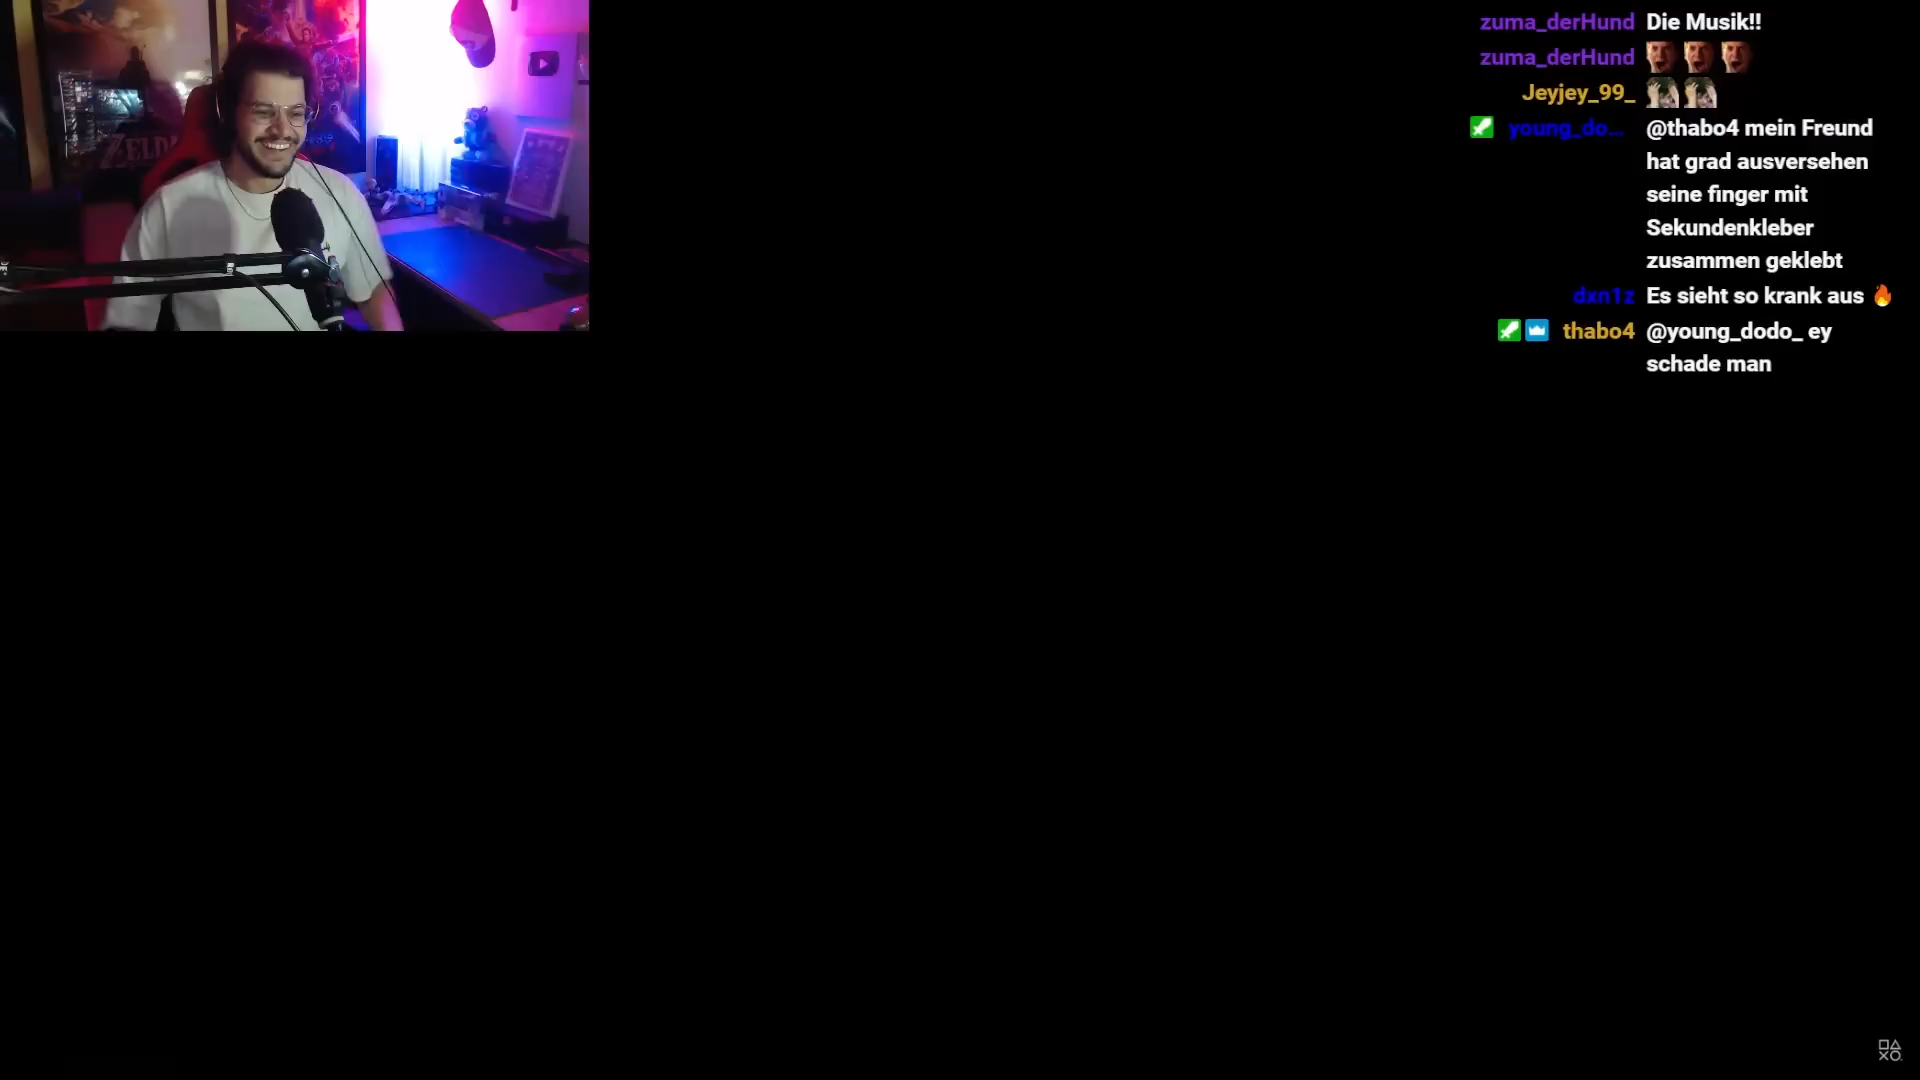 zuma_derHund Die Musik!!
zuma_derHund
Jeyjey_99_
young_do... @thabo4 mein Freund
hat grad ausversehen
seine finger mit
Sekundenkleber
zusammen geklebt
dxn1z Es sieht so krank aus 🔥
thabo4 @young_dodo_ ey
schade man
ZELD